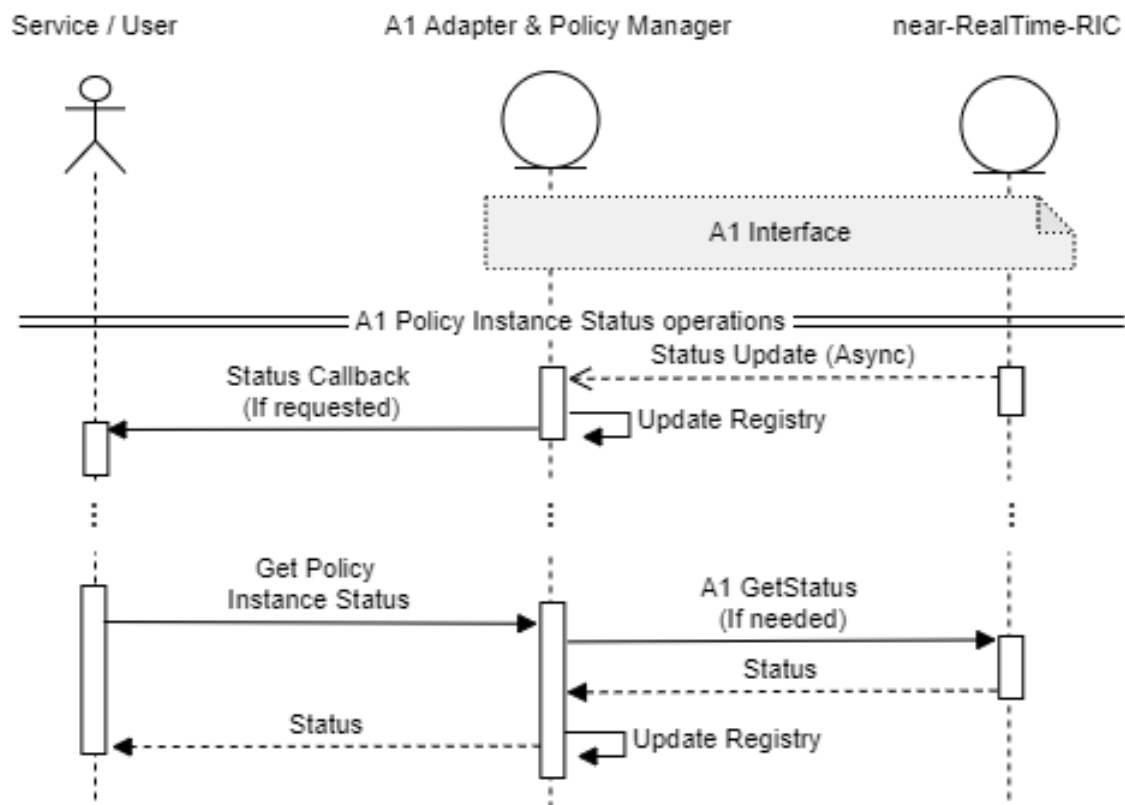 Service / User
A1 Adapter & Policy Manager
near-RealTime-RIC
A1 Interface
A1 Policy Instance Status operations
Status Update (Async)
Status Callback
(If requested)
Update Registry
Get Policy
Instance Status
A1 GetStatus
(If needed)
Status
Status
Update Registry